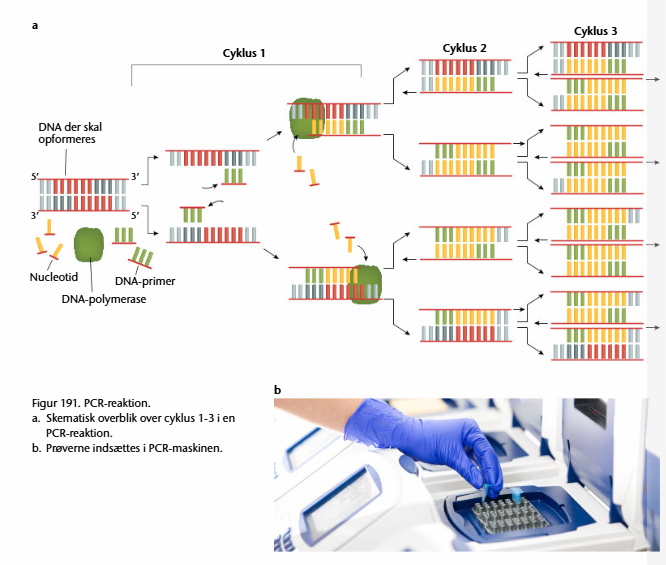 a
Cyklus 1
Cyklus 2
Cyklus 3
DNA der skal
opformeres
5'
3'
3'
5'
Nucleotid
DNA-primer
DNA-polymerase
Figur 191. PCR-reaktion.
a. Skematisk overblik over cyklus 1-3 i en
PCR-reaktion.
b. Prøverne indsættes i PCR-maskinen.
b